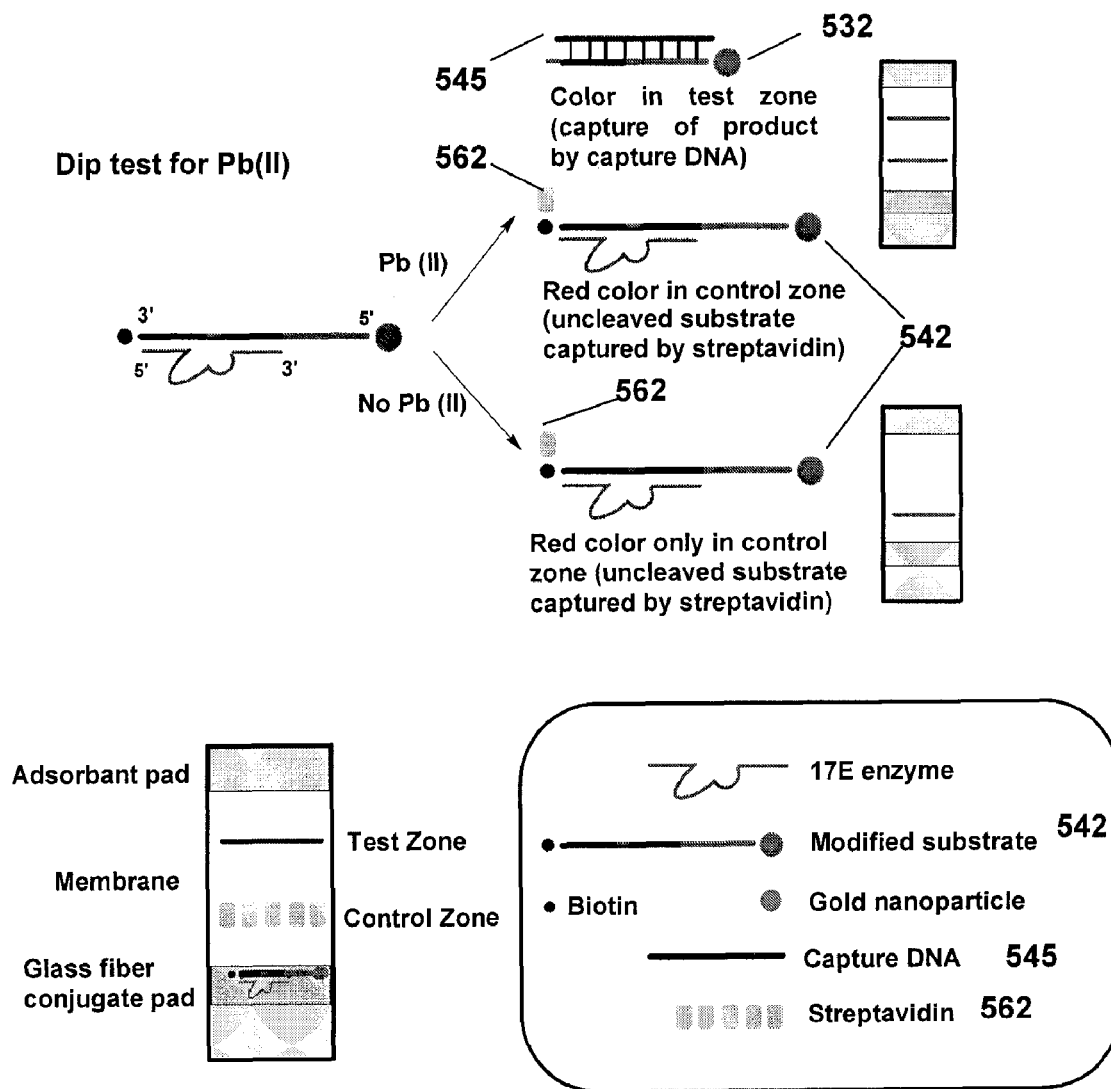 532
545
Color in test zone
(capture of product
by capture DNA)
562
Dip test for Pb(II)
Pb (II)
3'
5'
5'
3'
Red color in control zone
(uncleaved substrate
captured by streptavidin)
542
No Pb (II)
562
Red color only in control
zone (uncleaved substrate
captured by streptavidin)
Adsorbant pad
Test Zone
Membrane
Control Zone
Glass fiber
conjugate pad
17E enzyme
Modified substrate 542
Biotin
Gold nanoparticle
Capture DNA 545
Streptavidin 562